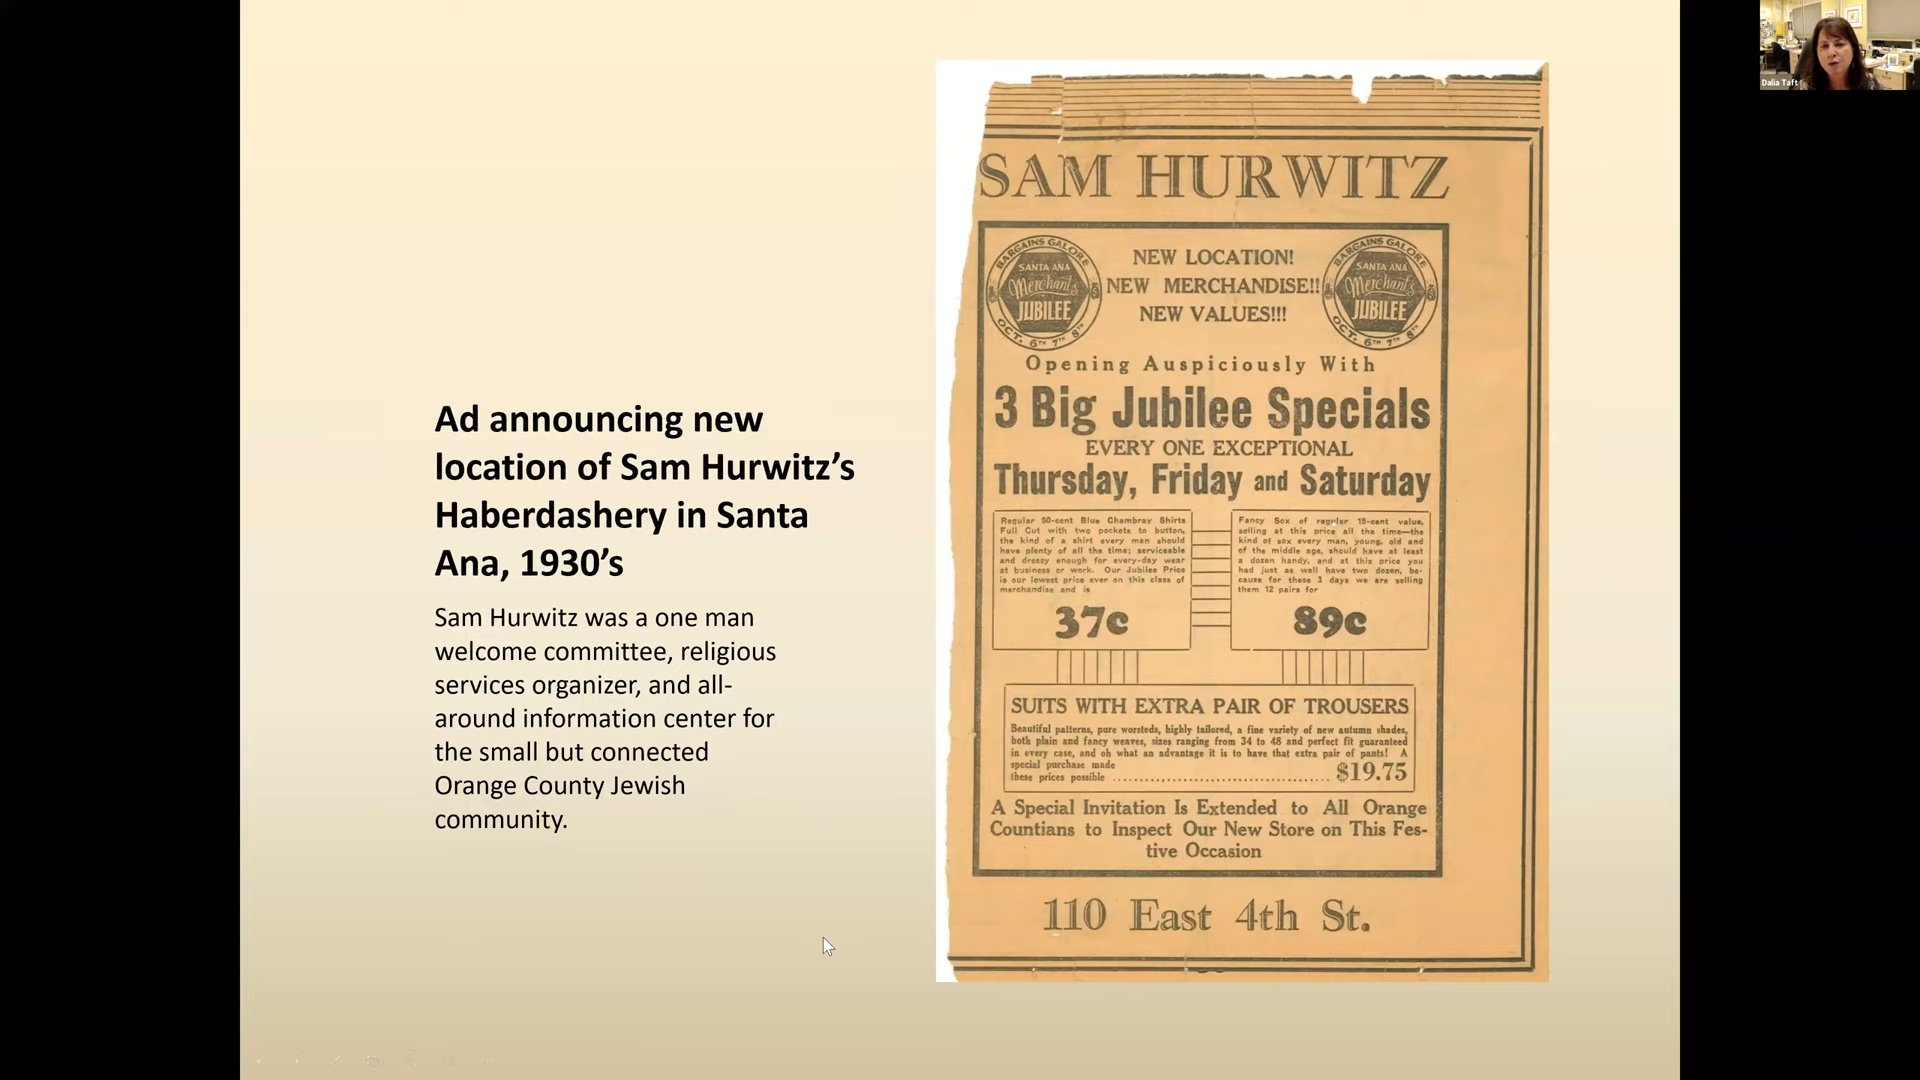 Ad announcing new
location of Sam Hurwitz’s
Haberdashery in Santa
Ana, 1930’s
Sam Hurwitz was a one man
welcome committee, religious
services organizer, and all-
around information center for
the small but connected
Orange County Jewish
community.
SAM HURWITZ
BARGAINS GALORE
SANTA ANA
Merchant's
JUBILEE
OCT. 6TH 7TH 8TH
NEW LOCATION!
NEW MERCHANDISE!!
NEW VALUES!!!
BARGAINS GALORE
SANTA ANA
Merchant's
JUBILEE
OCT. 6TH 7TH 8TH
Opening Auspiciously With
3 Big Jubilee Specials
EVERY ONE EXCEPTIONAL
Thursday, Friday and Saturday
Regular 50-cent Blue Chambray Shirts
Full Cut with two pockets to button,
the kind of a shirt every man should
have plenty of all the time; serviceable
and dressy enough for every-day wear
at business or work. Our Jubilee Price
is our lowest price ever on this class of
merchandise and is
37c
Fancy Sox of regular 15-cent value,
selling at this price all the time—the
kind of sox every man, young, old and
of the middle age, should have at least
a dozen handy, and at this price you
had just as well have two dozen, be-
cause for these 3 days we are selling
them 12 pairs for
89c
SUITS WITH EXTRA PAIR OF TROUSERS
Beautiful patterns, pure worsteds, highly tailored, a fine variety of new autumn shades,
both plain and fancy weaves, sizes ranging from 34 to 48 and perfect fit guaranteed
in every case, and oh what an advantage it is to have that extra pair of pants! A
special purchase made
these prices possible ........................................ $19.75
A Special Invitation Is Extended to All Orange
Countians to Inspect Our New Store on This Fes-
tive Occasion
110 East 4th St.
Dalia Taft